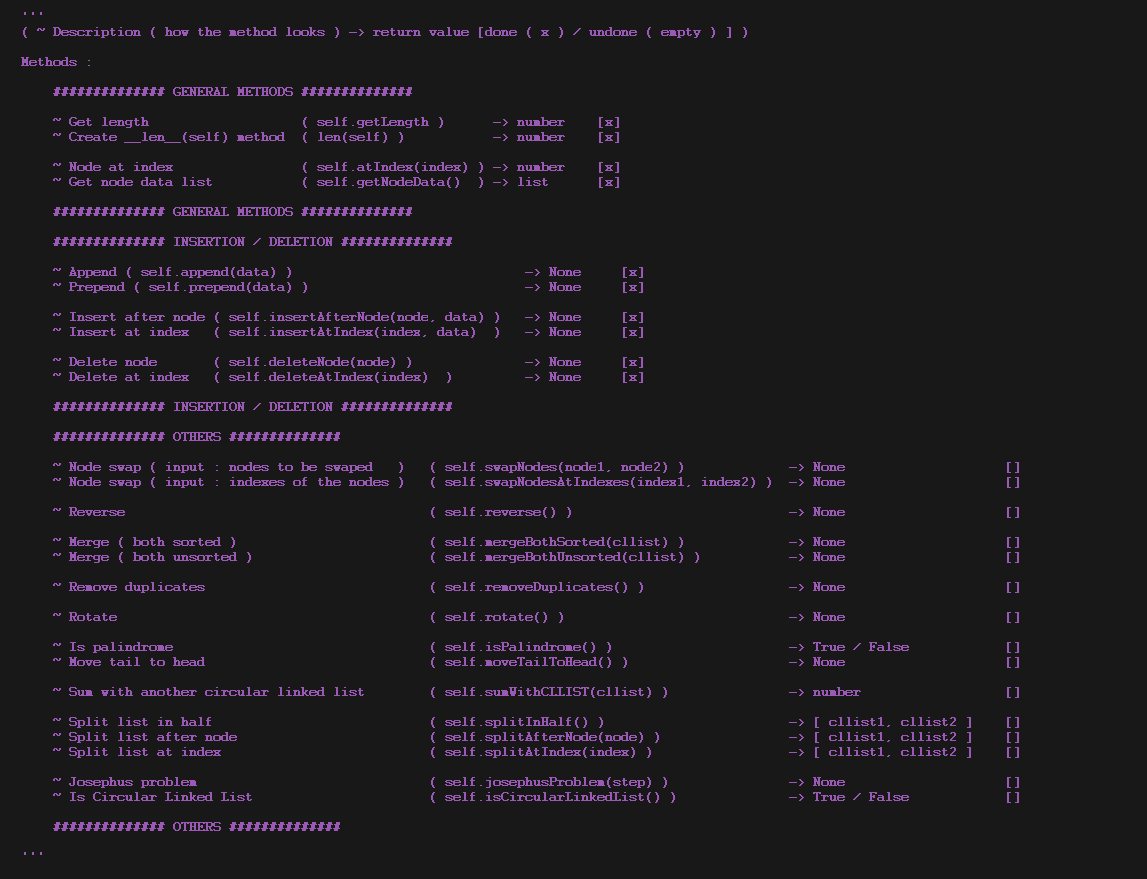 '''
( ~ Description ( how the method looks ) -> return value [done ( x ) / undone ( empty ) ] )
Methods :
############## GENERAL METHODS ##############
~ Get length ( self.getLength ) -> number [x]
~ Create __len__(self) method ( len(self) ) -> number [x]
~ Node at index ( self.atIndex(index) ) -> number [x]
~ Get node data list ( self.getNodeData() ) -> list [x]
############## GENERAL METHODS ##############
############## INSERTION / DELETION ##############
~ Append ( self.append(data) ) -> None [x]
~ Prepend ( self.prepend(data) ) -> None [x]
~ Insert after node ( self.insertAfterNode(node, data) ) -> None [x]
~ Insert at index ( self.insertAtIndex(index, data) ) -> None [x]
~ Delete node ( self.deleteNode(node) ) -> None [x]
~ Delete at index ( self.deleteAtIndex(index) ) -> None [x]
############## INSERTION / DELETION ##############
############## OTHERS ##############
~ Node swap ( input : nodes to be swaped ) ( self.swapNodes(node1, node2) ) -> None []
~ Node swap ( input : indexes of the nodes ) ( self.swapNodesAtIndexes(index1, index2) ) -> None []
~ Reverse ( self.reverse() ) -> None []
~ Merge ( both sorted ) ( self.mergeBothSorted(cllist) ) -> None []
~ Merge ( both unsorted ) ( self.mergeBothUnsorted(cllist) ) -> None []
~ Remove duplicates ( self.removeDuplicates() ) -> None []
~ Rotate ( self.rotate() ) -> None []
~ Is palindrome ( self.isPalindrome() ) -> True / False []
~ Move tail to head ( self.moveTailToHead() ) -> None []
~ Sum with another circular linked list ( self.sumWithCLLIST(cllist) ) -> number []
~ Split list in half ( self.splitInHalf() ) -> [ cllist1, cllist2 ] []
~ Split list after node ( self.splitAfterNode(node) ) -> [ cllist1, cllist2 ] []
~ Split list at index ( self.splitAtIndex(index) ) -> [ cllist1, cllist2 ] []
~ Josephus problem ( self.josephusProblem(step) ) -> None []
~ Is Circular Linked List ( self.isCircularLinkedList() ) -> True / False []
############## OTHERS ##############
'''